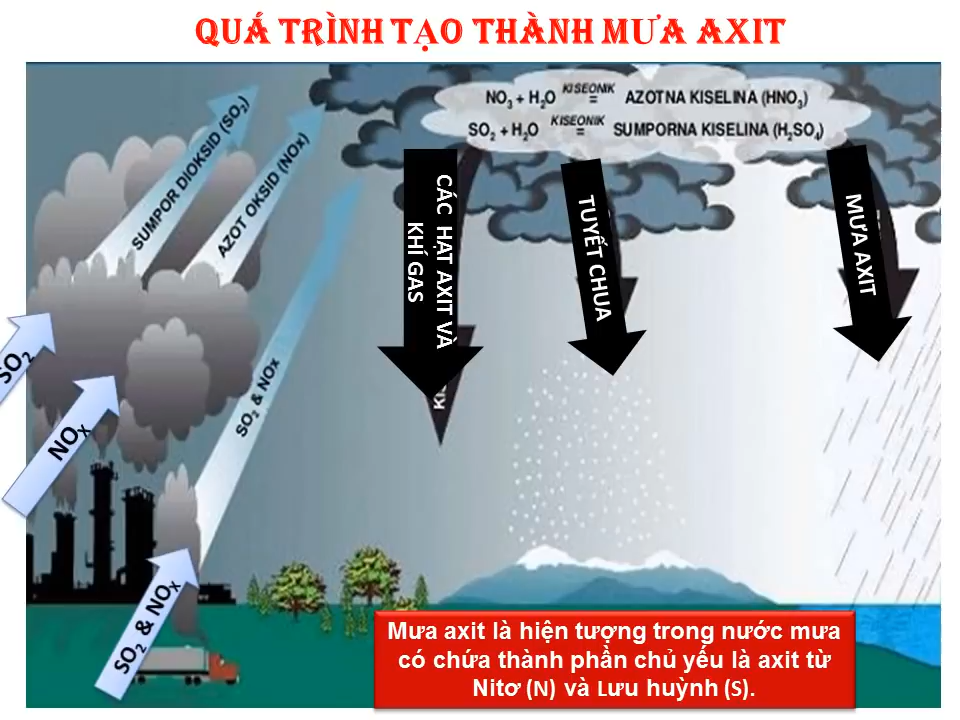 QUÁ TRÌNH TẠO THÀNH MƯA AXIT
NO3 + H2O KISEONIK = AZOTNA KISELINA (HNO3)
SO2 + H2O KISEONIK = SUMPORNA KISELINA (H2SO4)
SUMPOR DIOKSID (SO2)
AZOT OKSID (NOx)
SO2 & NOx
CÁC HẠT AXIT VÀ
KHÍ GAS
TUYẾT CHUA
MƯA AXIT
SO2
NOX
SO2 & NOX
Mưa axit là hiện tượng trong nước mưa
có chứa thành phần chủ yếu là axit từ
Nitơ (N) và Lưu huỳnh (S).